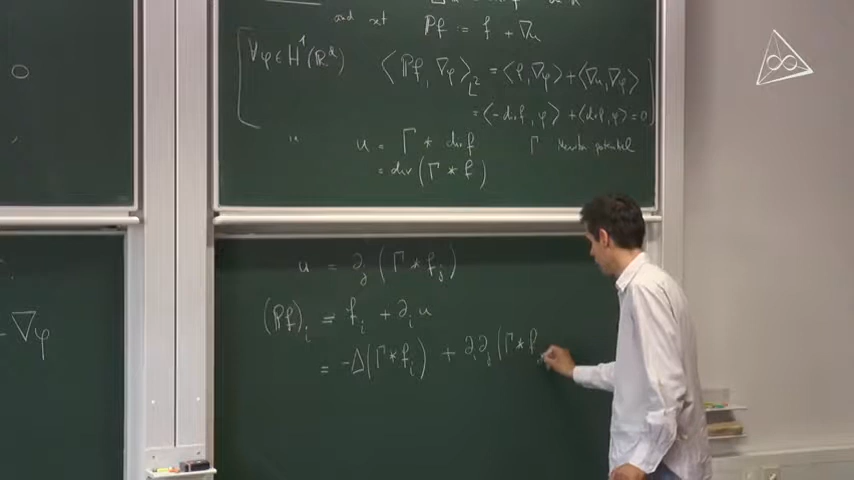 and set Pf := f + ∇u
∀φ∈H¹(ℝᵈ) ⟨Pf, ∇φ⟩_L² = ⟨f, ∇φ⟩ + ⟨∇u, ∇φ⟩
= ⟨-div f, φ⟩ + ⟨div f, φ⟩ = 0
u = Γ * div f Γ Newton potential
= div (Γ * f)
∇φ
u = ∂_j (Γ * f_j)
(Pf)_i = f_i + ∂_i u
= -Δ(Γ * f_i) + ∂_i ∂_j (Γ * f